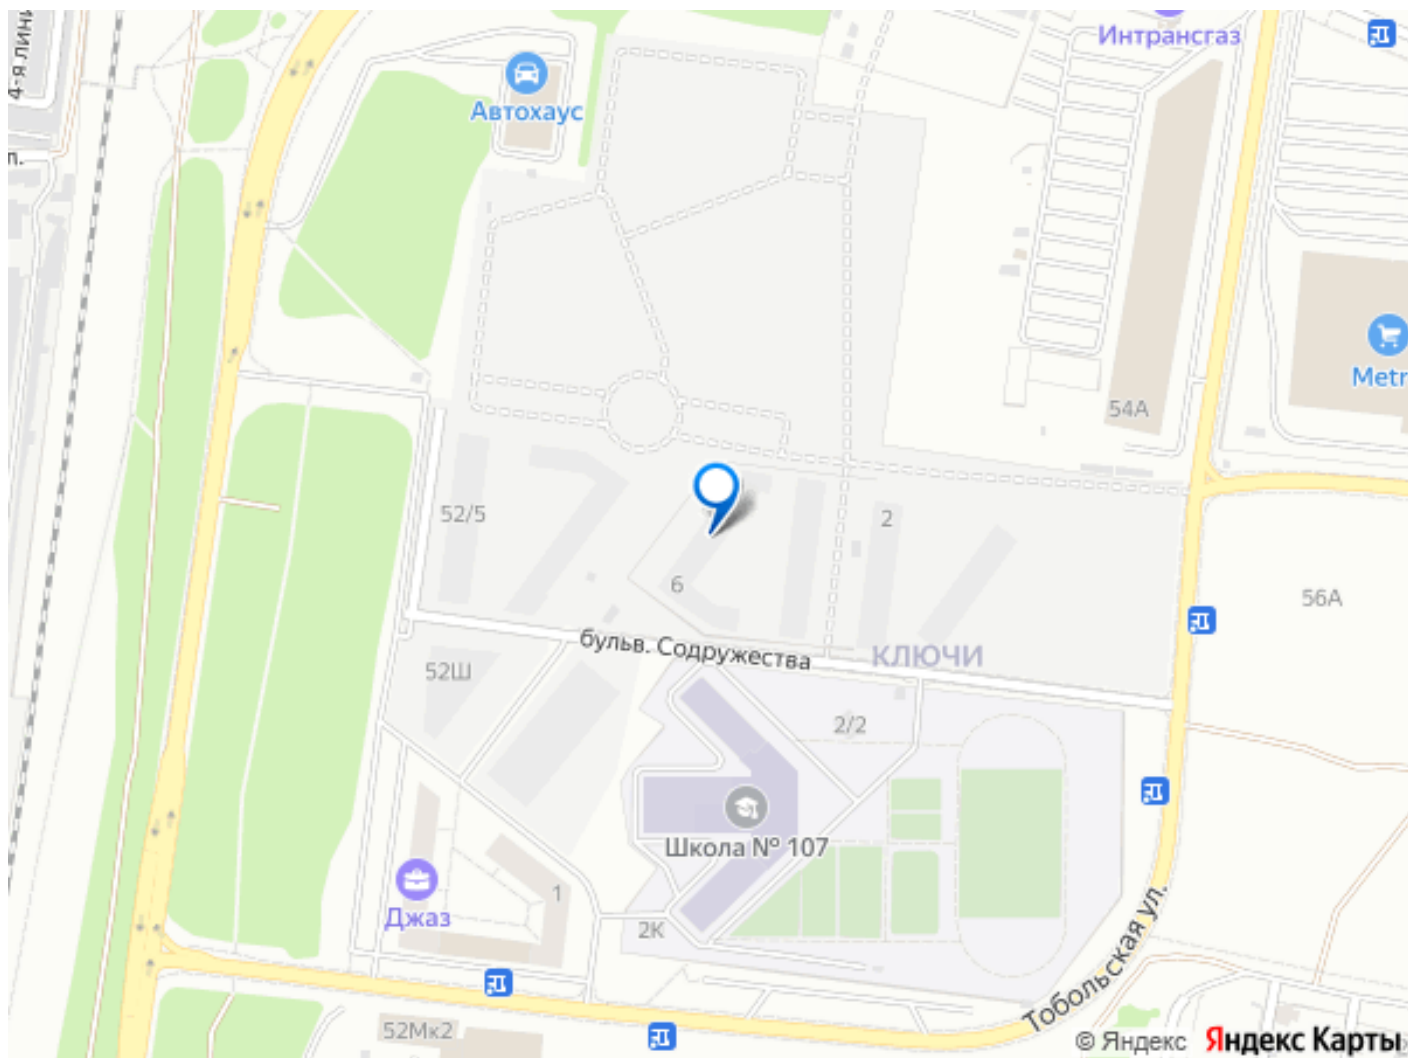 4-я лини
Интрансгаз
Автохаус
Metr
54А
52/5
2
6
56А
бульв. Содружества
КЛЮЧИ
52Ш
2/2
Школа № 107
Джаз
1
2К
Тобольская ул.
52Мк2
© Яндекс Яндекс Карты